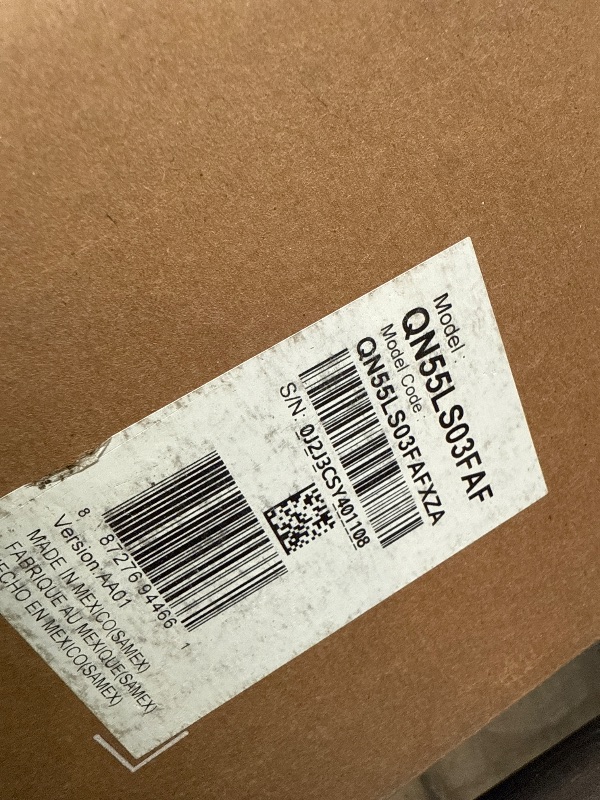 Model :
QN55LS03FAF
Model Code :
QN55LS03FAFXZA
S/N: 0J2J3CSY401108
8 87276 94466 1
Version AA01
MADE IN MEXICO(SAMEX)
FABRIQUE AU MEXIQUE(SAMEX)
HECHO EN MEXICO(SAMEX)